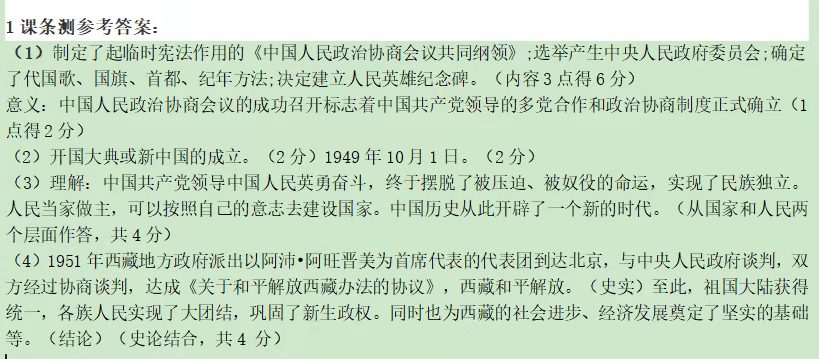 1 课条测参考答案：
（1）制定了起临时宪法作用的《中国人民政治协商会议共同纲领》;选举产生中央人民政府委员会;确定
了代国歌、国旗、首都、纪年方法;决定建立人民英雄纪念碑。（内容 3 点得 6 分）
意义：中国人民政治协商会议的成功召开标志着中国共产党领导的多党合作和政治协商制度正式确立（1
点得 2 分）
（2）开国大典或新中国的成立。（2 分）1949 年 10 月 1 日。（2 分）
（3）理解：中国共产党领导中国人民英勇奋斗，终于摆脱了被压迫、被奴役的命运，实现了民族独立。
人民当家做主，可以按照自己的意志去建设国家。中国历史从此开辟了一个新的时代。（从国家和人民两
个层面作答，共 4 分）
（4）1951 年西藏地方政府派出以阿沛•阿旺晋美为首席代表的代表团到达北京，与中央人民政府谈判，双
方经过协商谈判，达成《关于和平解放西藏办法的协议》，西藏和平解放。（史实）至此，祖国大陆获得
统一，各族人民实现了大团结，巩固了新生政权。同时也为西藏的社会进步、经济发展奠定了坚实的基础
等。（结论）（史论结合，共 4 分）